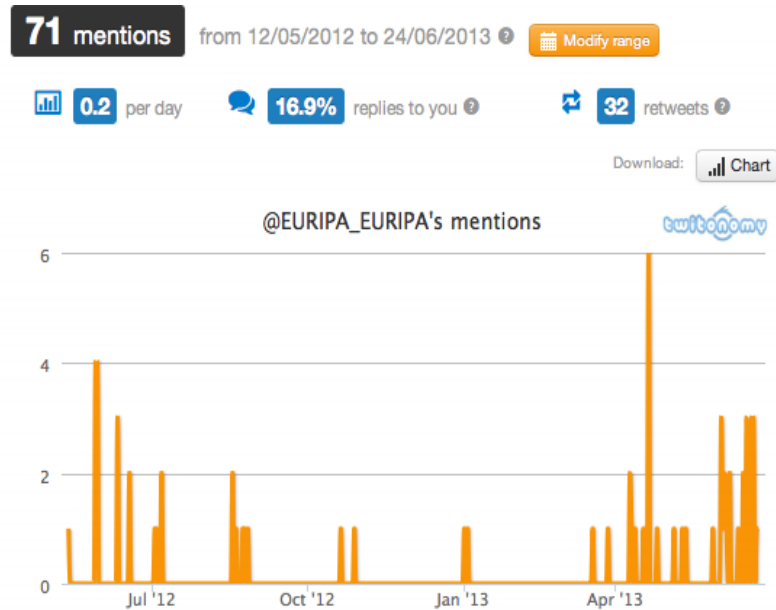 71 mentions from 12/05/2012 to 24/06/2013 ? Modify range
0.2 per day 16.9% replies to you ? 32 retweets ?
Download: Chart
@EURIPA_EURIPA's mentions twitonomy
6
4
2
0
Jul '12 Oct '12 Jan '13 Apr '13